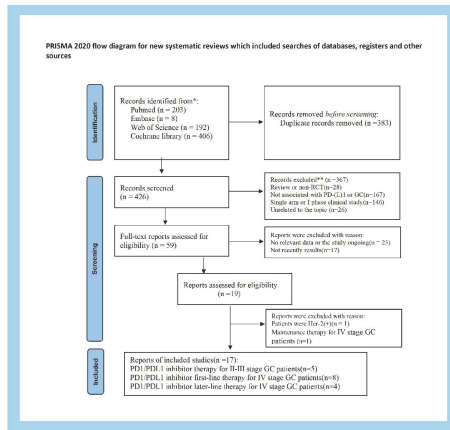 PRISMA 2020 flow diagram for new systematic reviews which included searches of databases, registers and other
sources
Identification
Records identified from*:
Pubmed (n = 203)
Embase (n = 8)
Web of Science (n = 192)
Cochrane library (n = 406)
Records removed before screening:
Duplicate records removed (n =383)
Screening
Records screened
(n = 426)
Records excluded** (n =367)
Review or non-RCT(n=28)
Not associated with PD-(L)1 or GC(n=167)
Single arm or I phase clinical study(n=146)
Unrelated to the topic (n=26)
Full-text reports assessed for
eligibility (n = 59)
Reports were excluded with reason:
No relevant data or the study ongoing(n = 23)
Not recently results(n=17)
Reports assessed for eligibility
(n =19)
Reports were excluded with reason:
Patients were Her-2(+)(n = 1)
Maintenance therapy for IV stage GC
patients (n=1)
Included
Reports of included studies(n =17):
PD1/PDL1 inhibitor therapy for II-III stage GC patients(n=5)
PD1/PDL1 inhibitor first-line therapy for IV stage GC patients(n=8)
PD1/PDL1 inhibitor later-line therapy for IV stage GC patients(n=4)